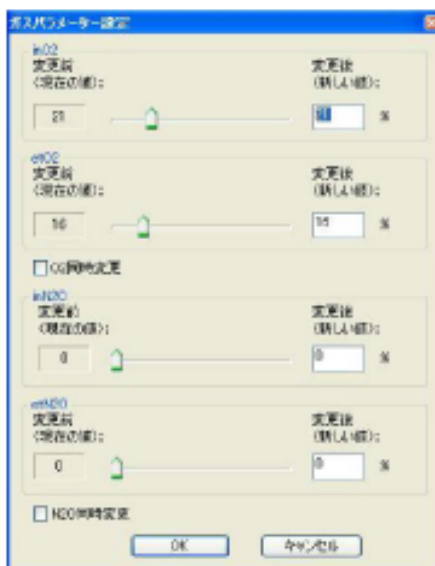 ガスパラメーター設定
inO2
変更前 変更後
(現在の値): (新しい値):
21 21 %
etO2
変更前 変更後
(現在の値): (新しい値):
16 16 %
O2同時変更
inN2O
変更前 変更後
(現在の値): (新しい値):
0 0 %
etN2O
変更前 変更後
(現在の値): (新しい値):
0 0 %
N2O同時変更
OK キャンセル